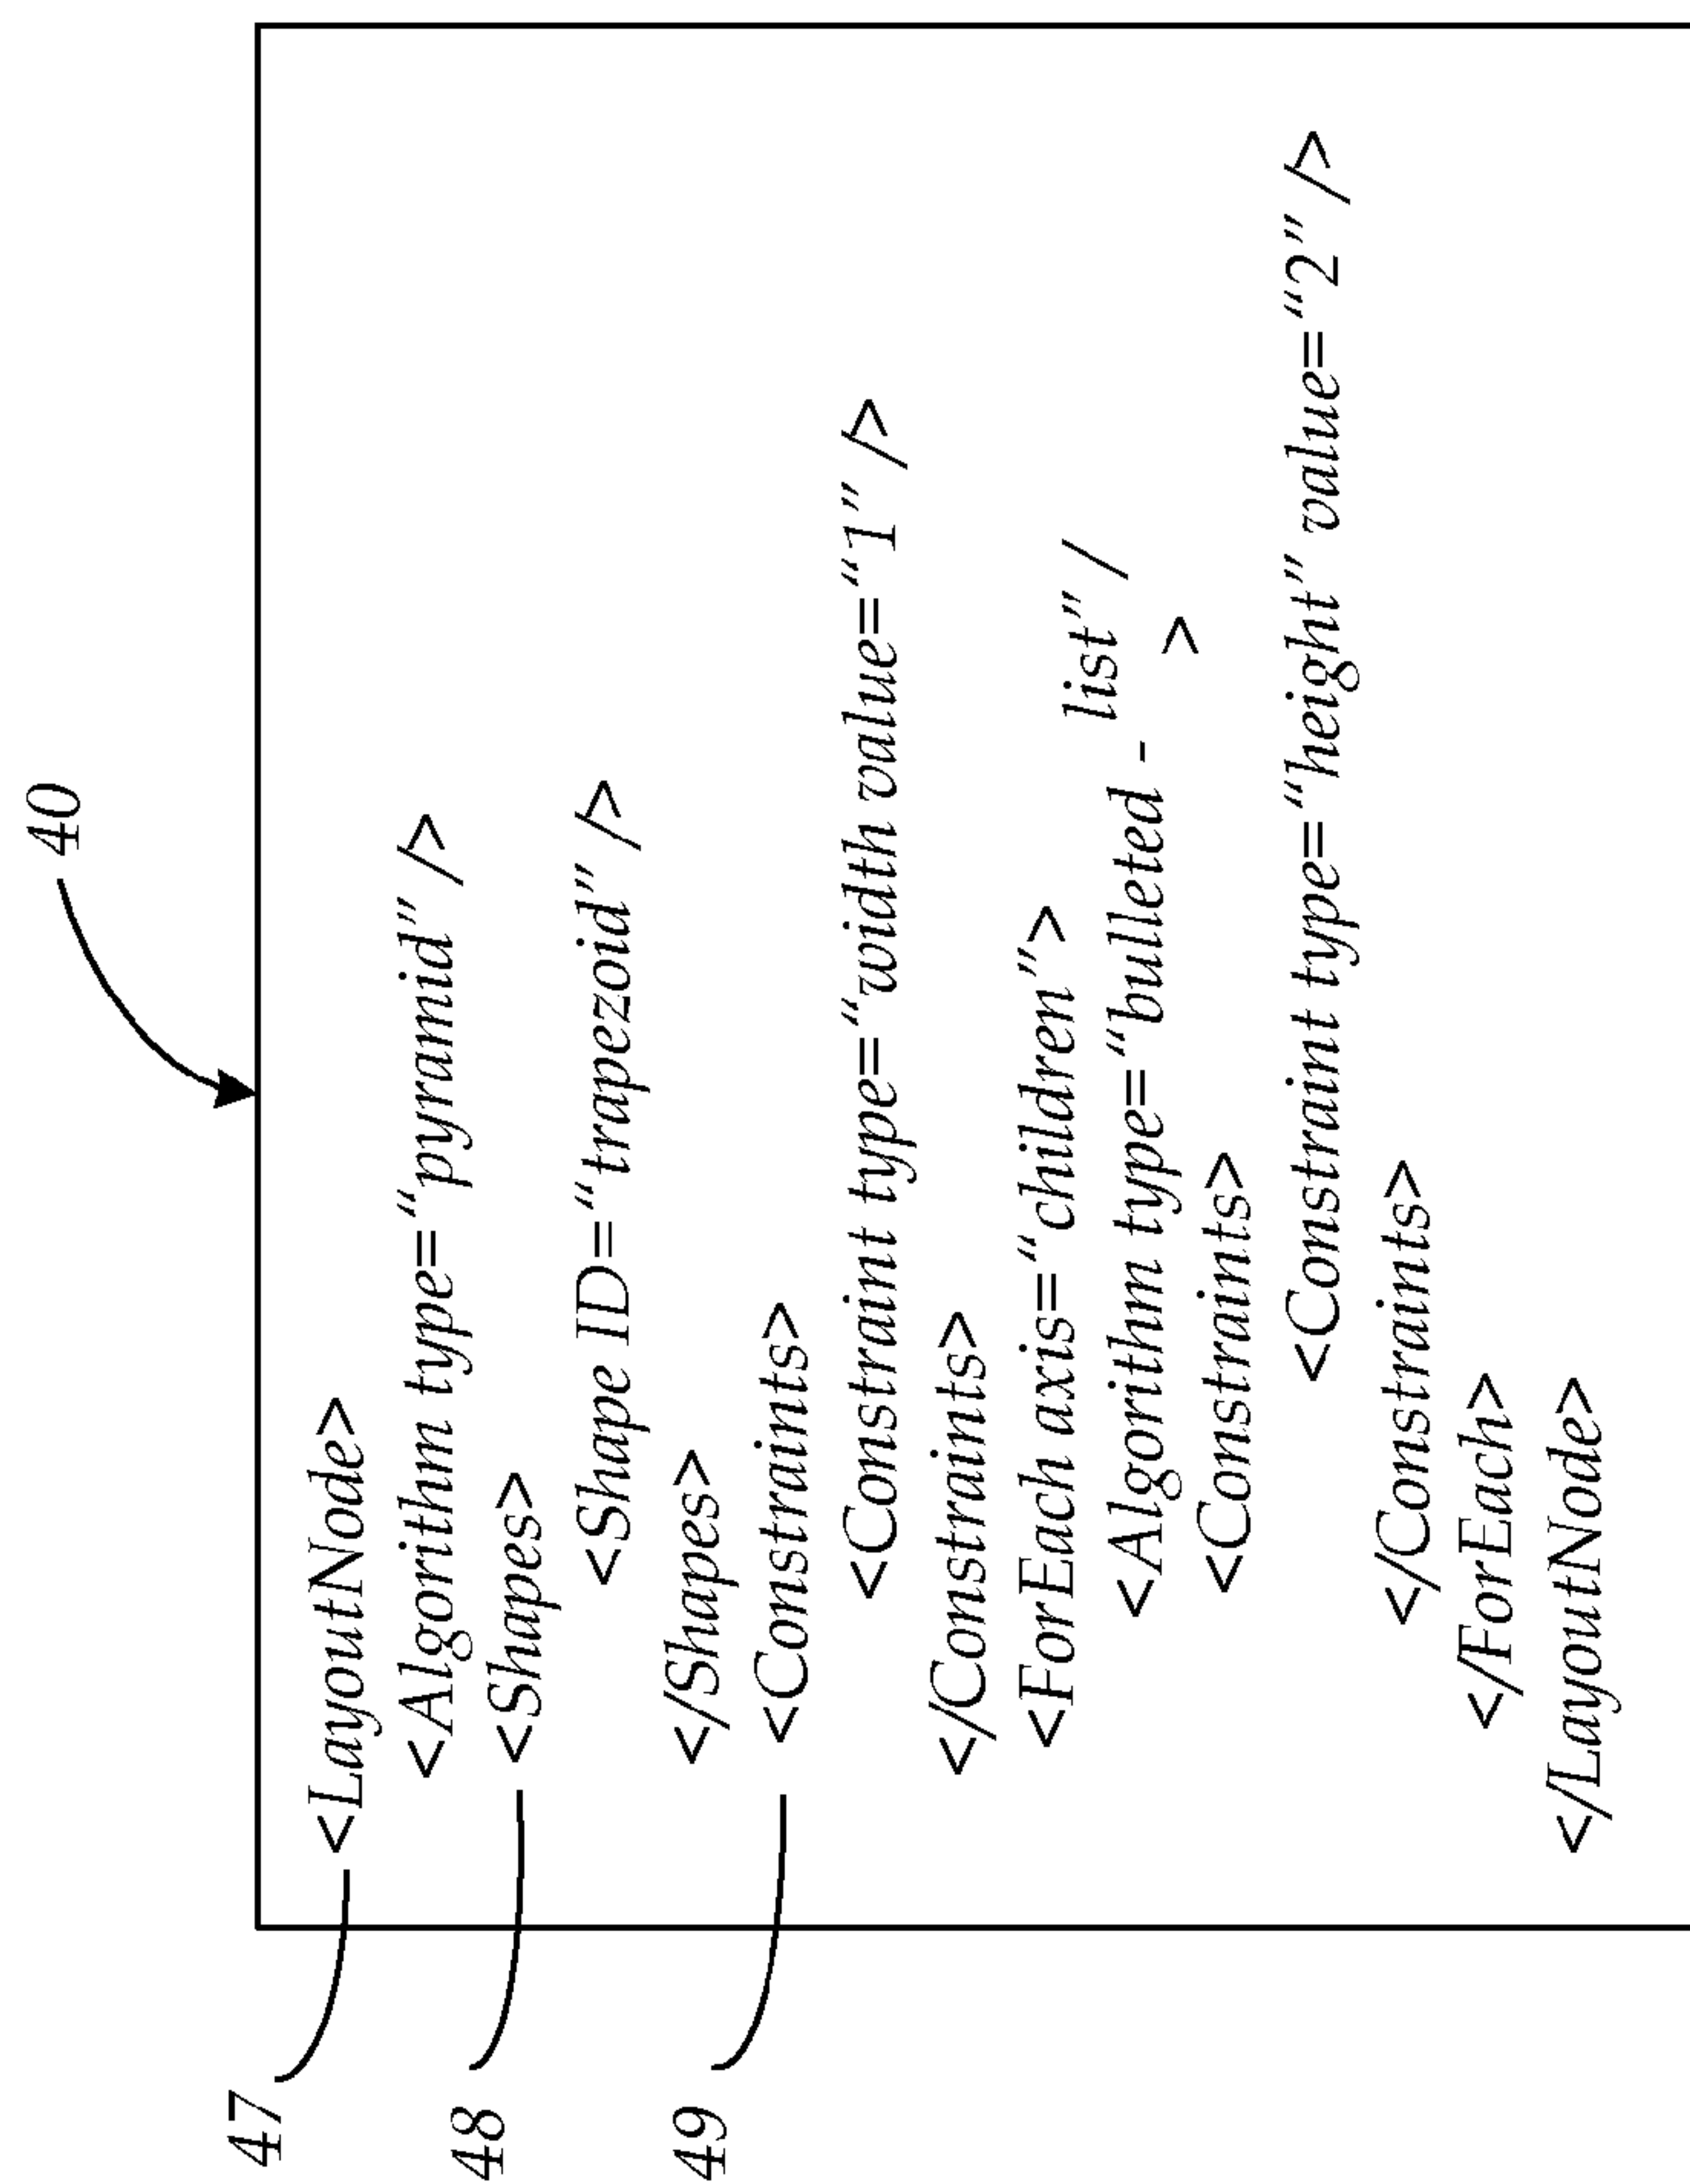 40
47
<LayoutNode>
<Algorithm type=“pyramid” />
48
<Shapes>
<Shape ID=“trapezoid” />
</Shapes>
49
<Constraints>
<Constraint type=“width value=“1” />
</Constraints>
<ForEach axis=“children”>
<Algorithm type=“bulleted - list” /
>
<Constraints>
<Constraint type=“height” value=“2” />
</Constraints>
</ForEach>
</LayoutNode>